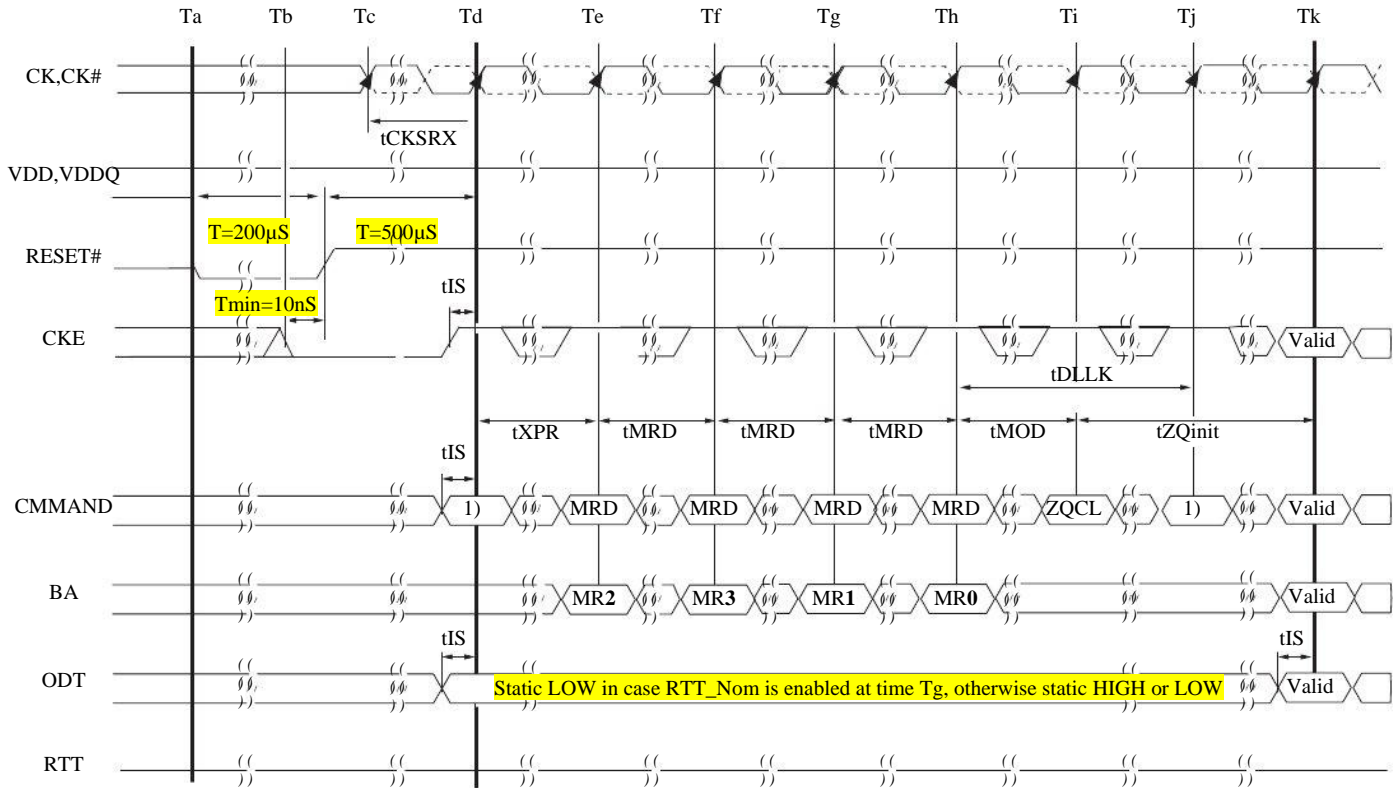 Ta Tb Tc Td Te Tf Tg Th Ti Tj Tk
CK,CK#
tCKSRX
VDD,VDDQ
T=200µS T=500µS
RESET#
Tmin=10nS tIS
CKE Valid
tDLLK
tXPR tMRD tMRD tMRD tMOD tZQinit
tIS
CMMAND 1) MRD MRD MRD MRD ZQCL 1) Valid
BA MR2 MR3 MR1 MR0 Valid
tIS tIS
ODT Static LOW in case RTT_Nom is enabled at time Tg, otherwise static HIGH or LOW Valid
RTT